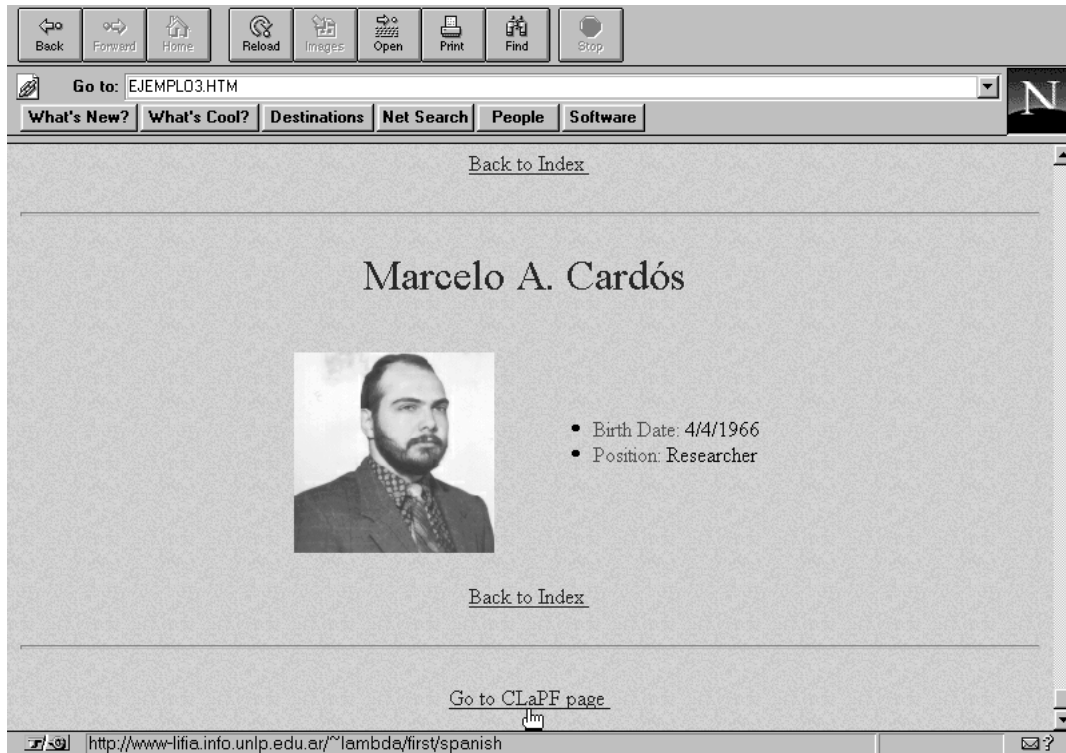 Back Forward Home Reload Images Open Print Find Stop
Go to: EJEMPLO3.HTM
N
What's New? What's Cool? Destinations Net Search People Software
Back to Index
Marcelo A. Cardós
Birth Date: 4/4/1966
Position: Researcher
Back to Index
Go to CLaPF page
http://www-lifia.info.unlp.edu.ar/~lambda/first/spanish
?